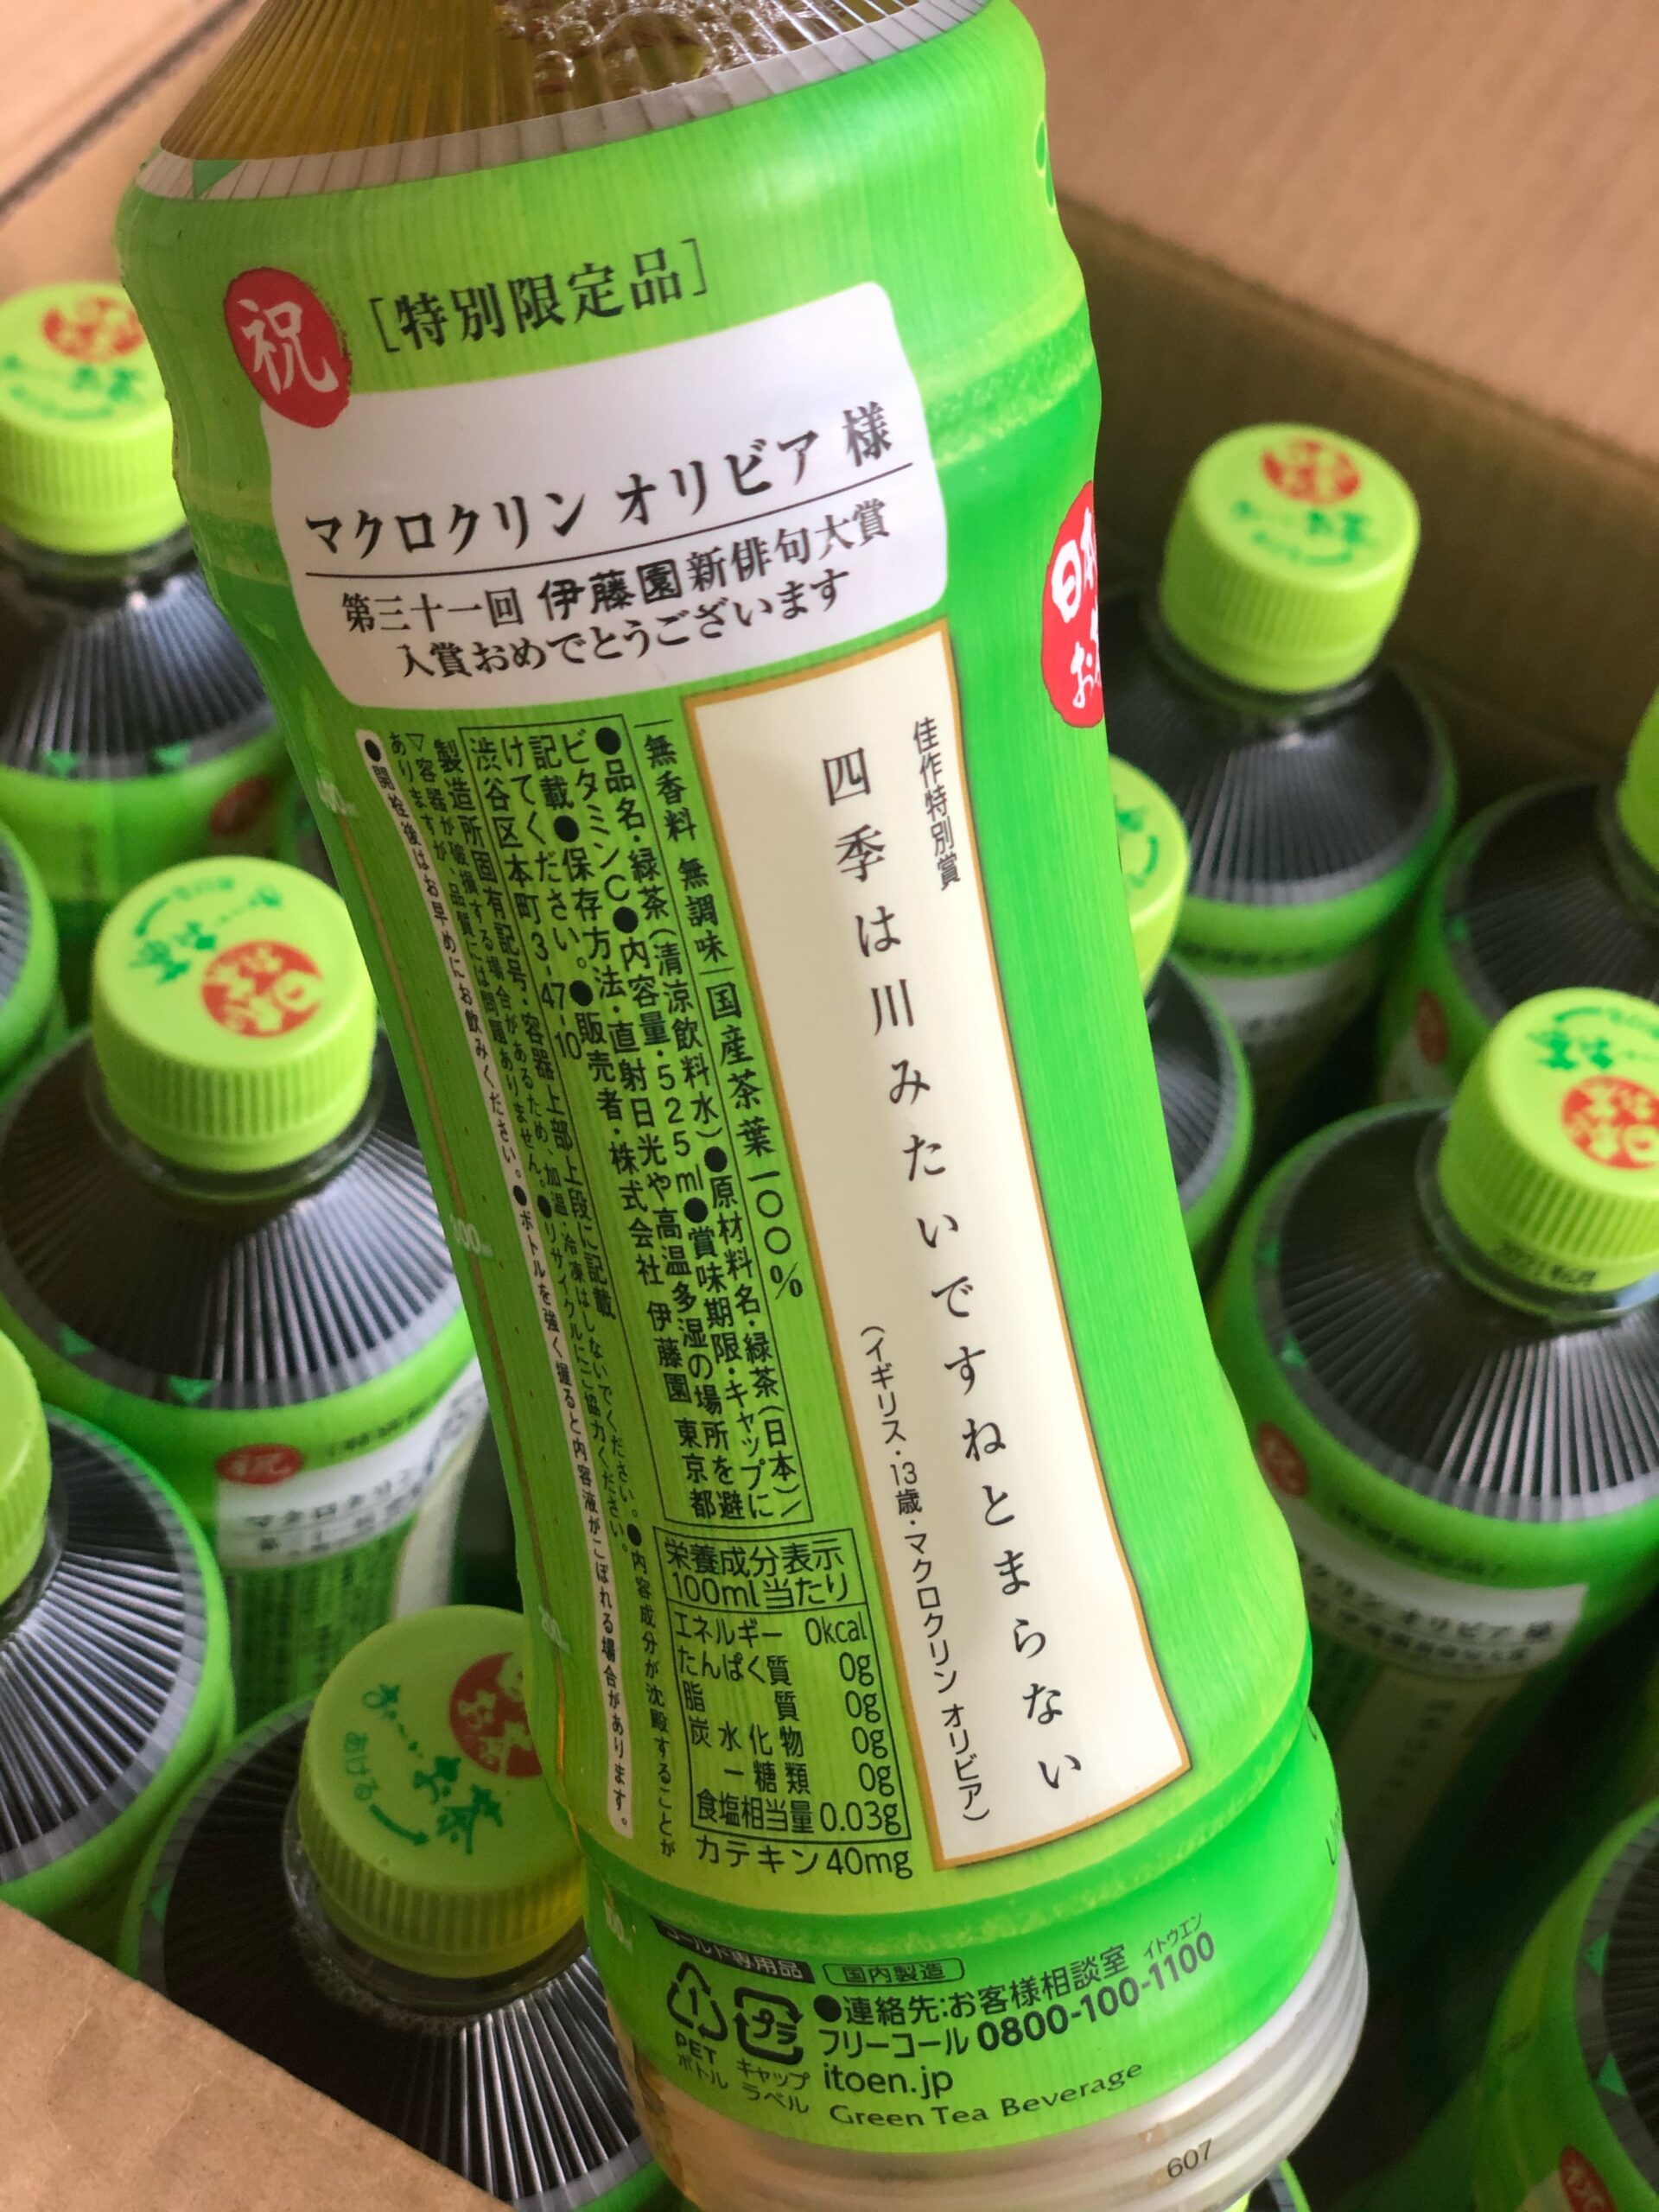 祝
［特別限定品］
マクロクリン オリビア 様
第三十一回 伊藤園新俳句大賞
入賞おめでとうございます
佳作特別賞
四季は川みたいですねとまらない
（イギリス・13歳・マクロクリン オリビア）
無香料 無調味 国産茶葉一〇〇％
●品名・緑茶（清涼飲料水）●原材料名・緑茶（日本）／
ビタミンC●内容量・525ml●賞味期限・キャップに
記載●保存方法・直射日光や高温多湿の場所を避
けてください。●販売者・株式会社 伊藤園 東京都
渋谷区本町3-47-10
製造所固有記号・容器上部上段に記載
▽容器が破損する場合があるため、加温・冷凍はしないでください。●内容成分が沈殿することが
ありますが、品質には問題ありません。●リサイクルにご協力ください。
●開栓後はお早めにお飲みください。●ボトルを強く握ると内容液がこぼれる場合があります。
栄養成分表示
100ml当たり
エネルギー 0kcal
たんぱく質 0g
脂質 0g
炭水化物 0g
ー糖類 0g
食塩相当量 0.03g
カテキン40mg
コールド専用品
国内製造
1
PET
ボトル
プラ
キャップ
ラベル
●連絡先:お客様相談室
イトウエン
フリーコール 0800-100-1100
itoen.jp
Green Tea Beverage
607